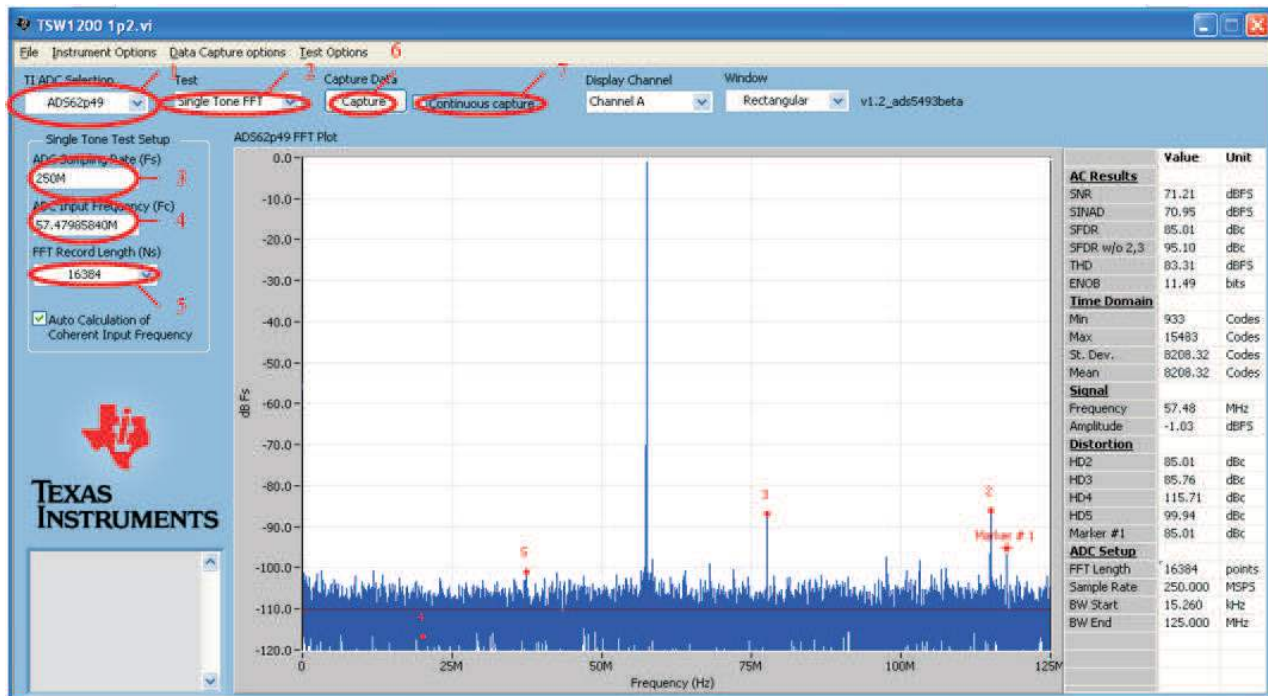 TSW1200 1p2.vi
File Instrument Options Data Capture options Test Options 6
TI ADC Selection 1 Test 2 Capture Data 7 Display Channel Window
ADS62p49 Single Tone FFT Capture Continuous capture Channel A Rectangular v1.2_ads5493beta
Single Tone Test Setup
ADC Sampling Rate (Fs)
250M 3
ADC Input Frequency (Fc)
57.47985840M 4
FFT Record Length (Ns)
16384
5
Auto Calculation of
Coherent Input Frequency
TEXAS
INSTRUMENTS
ADS62p49 FFT Plot
dB Fs
0.0
-10.0
-20.0
-30.0
-40.0
-50.0
-60.0
-70.0
-80.0
-90.0
-100.0
-110.0
-120.0
3
2
Marker # 1
5
4
0 25M 50M 75M 100M 125M
Frequency (Hz)
Value Unit
AC Results
SNR 71.21 dBFS
SINAD 70.95 dBFS
SFDR 85.01 dBc
SFDR w/o 2,3 95.10 dBc
THD 83.31 dBFS
ENOB 11.49 bits
Time Domain
Min 933 Codes
Max 15483 Codes
St. Dev. 8208.32 Codes
Mean 8208.32 Codes
Signal
Frequency 57.48 MHz
Amplitude -1.03 dBFS
Distortion
HD2 85.01 dBc
HD3 85.76 dBc
HD4 115.71 dBc
HD5 99.94 dBc
Marker #1 85.01 dBc
ADC Setup
FFT Length 16384 points
Sample Rate 250.000 MSPS
BW Start 15.260 kHz
BW End 125.000 MHz